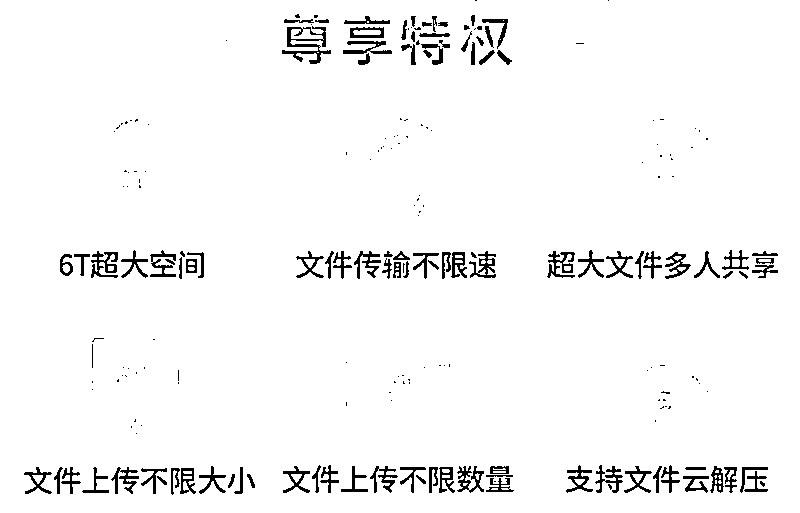 尊享特权
6T超大空间
文件传输不限速
超大文件多人共享
文件上传不限大小
文件上传不限数量
支持文件云解压